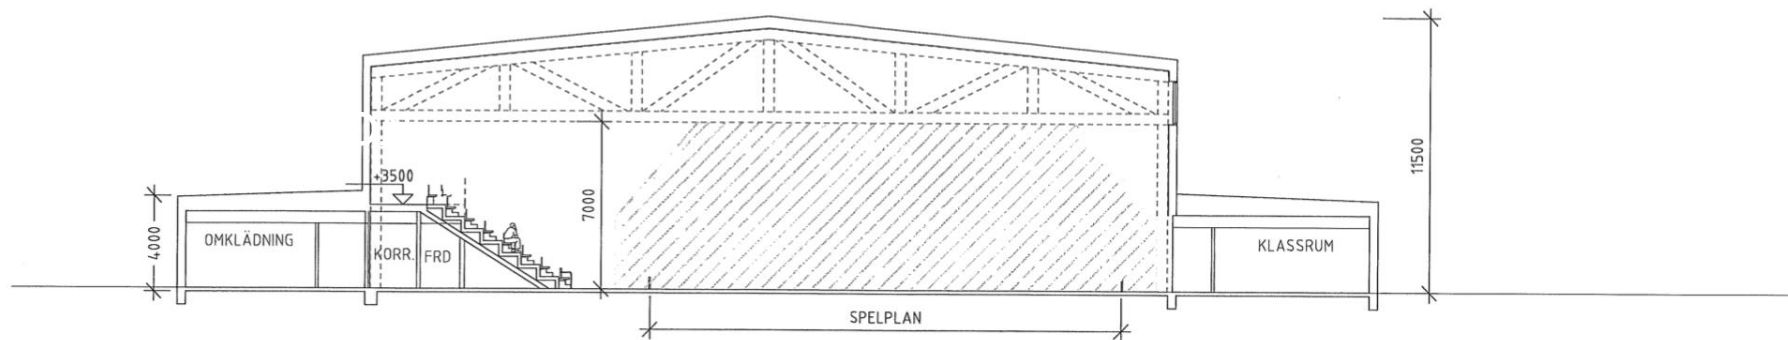 +3500
4000
OMKLÄDNING
KORR.
FRD
7000
SPELPLAN
KLASSRUM
11500